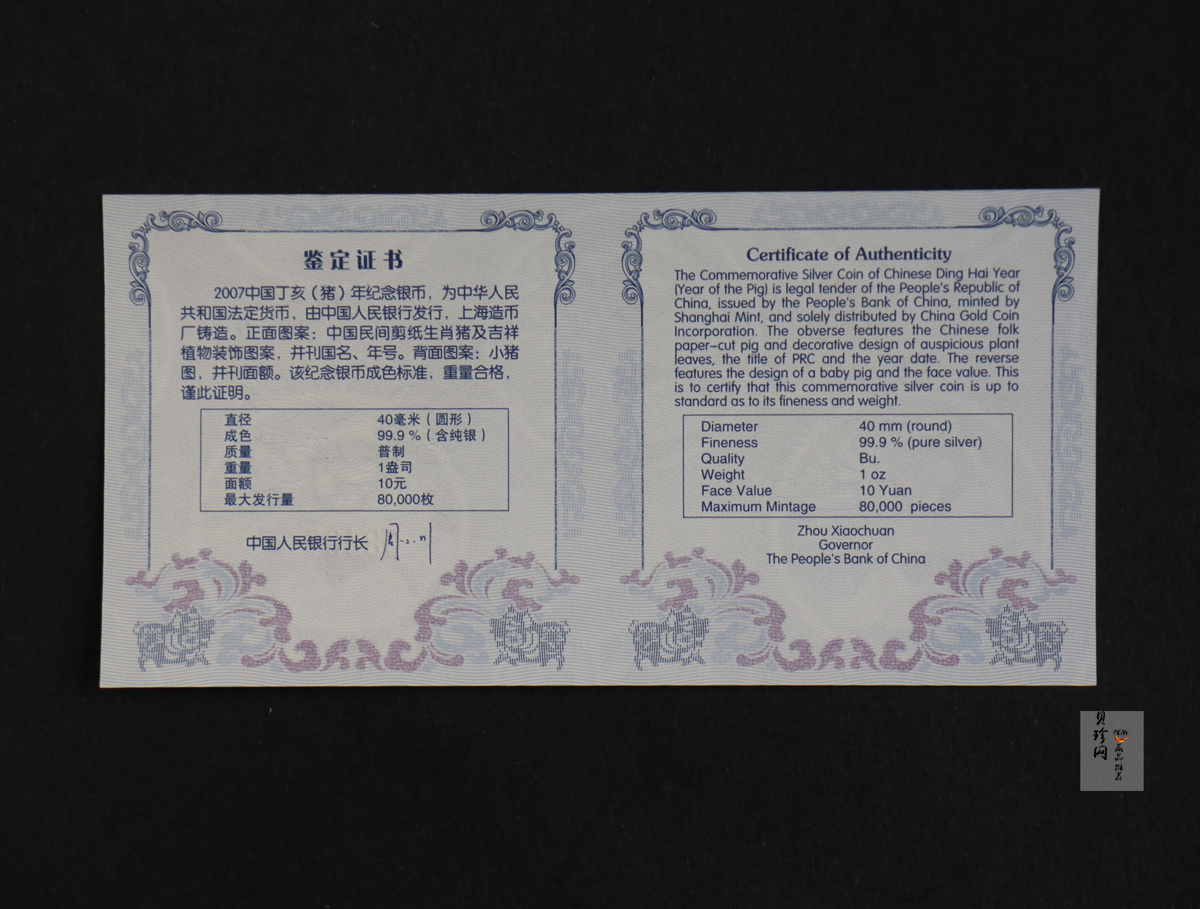 鉴定证书
2007中国丁亥（猪）年纪念银币，为中华人民
共和国法定货币，由中国人民银行发行，上海造币
厂铸造。正面图案：中国民间剪纸生肖猪及吉祥
植物装饰图案，并刊国名、年号。背面图案：小猪
图，并刊面额。该纪念银币成色标准，重量合格，
谨此证明。
直径 40毫米（圆形）
成色 99.9 %（含纯银）
质量 普制
重量 1盎司
面额 10元
最大发行量 80,000枚
中国人民银行行长 周小川
Certificate of Authenticity
The Commemorative Silver Coin of Chinese Ding Hai Year
(Year of the Pig) is legal tender of the People's Republic of
China, issued by the People's Bank of China, minted by
Shanghai Mint, and solely distributed by China Gold Coin
Incorporation. The obverse features the Chinese folk
paper-cut pig and decorative design of auspicious plant
leaves, the title of PRC and the year date. The reverse
features the design of a baby pig and the face value. This
is to certify that this commemorative silver coin is up to
standard as to its fineness and weight.
Diameter 40 mm (round)
Fineness 99.9 % (pure silver)
Quality Bu.
Weight 1 oz
Face Value 10 Yuan
Maximum Mintage 80,000 pieces
Zhou Xiaochuan
Governor
The People's Bank of China
贝珍网
藏品推荐